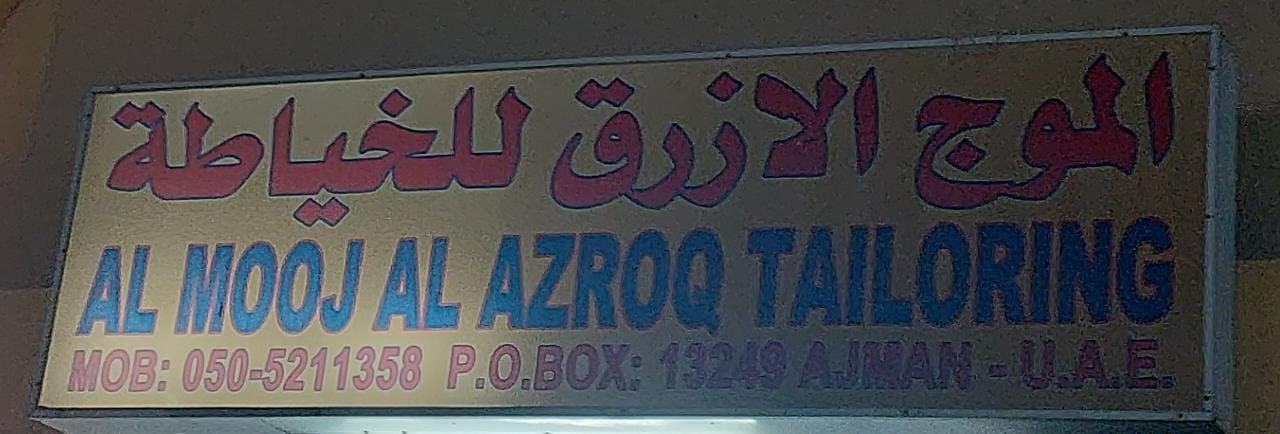 الموج الازرق للخياطة
AL MOOJ AL AZROQ TAILORING
MOB: 050-5211358 P.O.BOX: 13249 AJMAN - U.A.E.